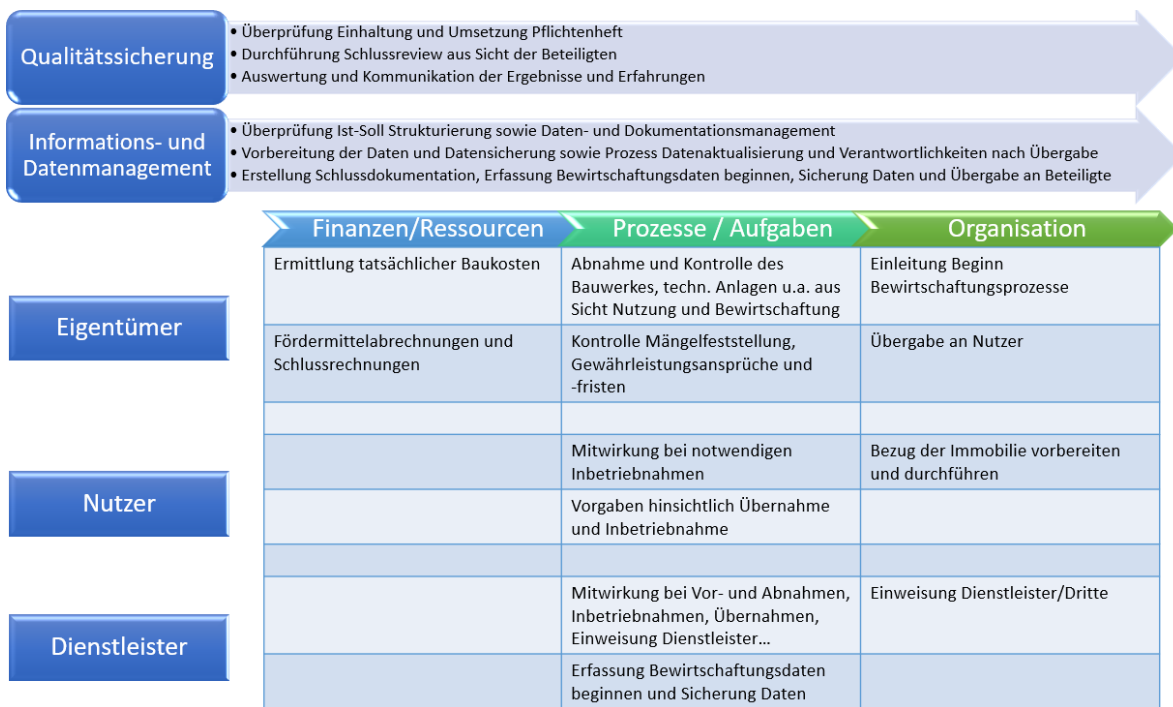 Qualitätssicherung
• Überprüfung Einhaltung und Umsetzung Pflichtenheft
• Durchführung Schlussreview aus Sicht der Beteiligten
• Auswertung und Kommunikation der Ergebnisse und Erfahrungen
Informations- und
Datenmanagement
• Überprüfung Ist-Soll Strukturierung sowie Daten- und Dokumentationsmanagement
• Vorbereitung der Daten und Datensicherung sowie Prozess Datenaktualisierung und Verantwortlichkeiten nach Übergabe
• Erstellung Schlussdokumentation, Erfassung Bewirtschaftungsdaten beginnen, Sicherung Daten und Übergabe an Beteiligte
Finanzen/Ressourcen
Prozesse / Aufgaben
Organisation
Eigentümer
Ermittlung tatsächlicher Baukosten
Abnahme und Kontrolle des
Bauwerkes, techn. Anlagen u.a. aus
Sicht Nutzung und Bewirtschaftung
Einleitung Beginn
Bewirtschaftungsprozesse
Fördermittelabrechnungen und
Schlussrechnungen
Kontrolle Mängelfeststellung,
Gewährleistungsansprüche und
-fristen
Übergabe an Nutzer
Nutzer
Mitwirkung bei notwendigen
Inbetriebnahmen
Bezug der Immobilie vorbereiten
und durchführen
Vorgaben hinsichtlich Übernahme
und Inbetriebnahme
Dienstleister
Mitwirkung bei Vor- und Abnahmen,
Inbetriebnahmen, Übernahmen,
Einweisung Dienstleister…
Einweisung Dienstleister/Dritte
Erfassung Bewirtschaftungsdaten
beginnen und Sicherung Daten